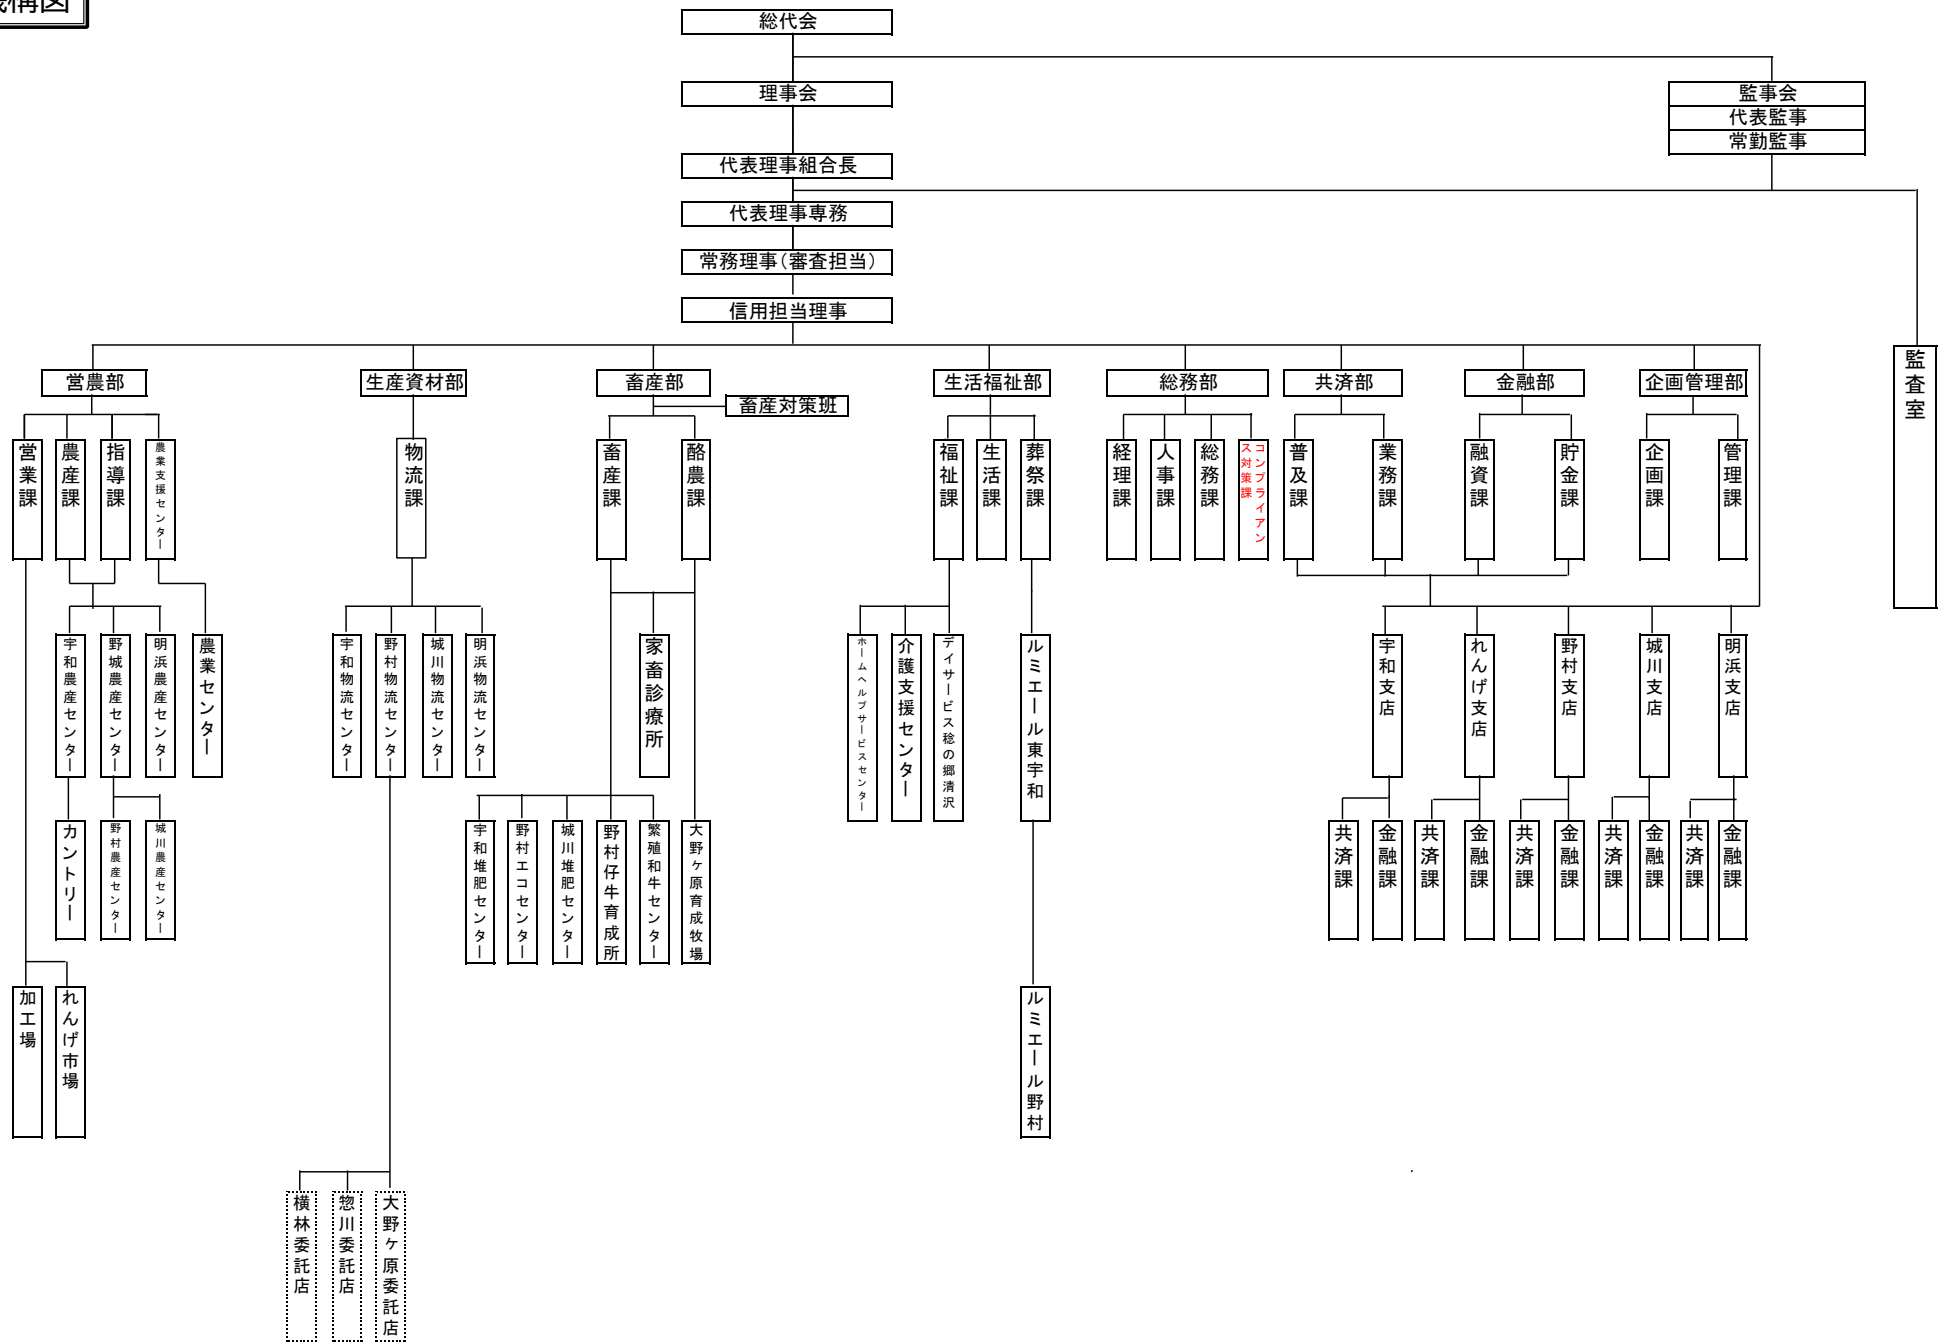 機構図
総代会
理事会
監事会
代表監事
常勤監事
代表理事組合長
代表理事専務
常務理事（審査担当）
信用担当理事
営農部
生産資材部
畜産部
生活福祉部
総務部
共済部
金融部
企画管理部
監査室
畜産対策班
営業課
農産課
指導課
農業支援センター
物流課
畜産課
酪農課
福祉課
生活課
葬祭課
経理課
人事課
総務課
コンプライアン
ス対策課
普及課
業務課
融資課
貯金課
企画課
管理課
宇和農産センター
野城農産センター
明浜農産センター
農業センター
宇和物流センター
野村物流センター
城川物流センター
明浜物流センター
家畜診療所
ホームヘルプサービスセンター
介護支援センター
デイサービス稔の郷清沢
ルミエール東宇和
宇和支店
れんげ支店
野村支店
城川支店
明浜支店
カントリー
野村農産センター
城川農産センター
宇和堆肥センター
野村エコセンター
城川堆肥センター
野村仔牛育成所
繁殖和牛センター
大野ヶ原育成牧場
共済課
金融課
共済課
金融課
共済課
金融課
共済課
金融課
共済課
金融課
加工場
れんげ市場
ルミエール野村
横林委託店
惣川委託店
大野ヶ原委託店